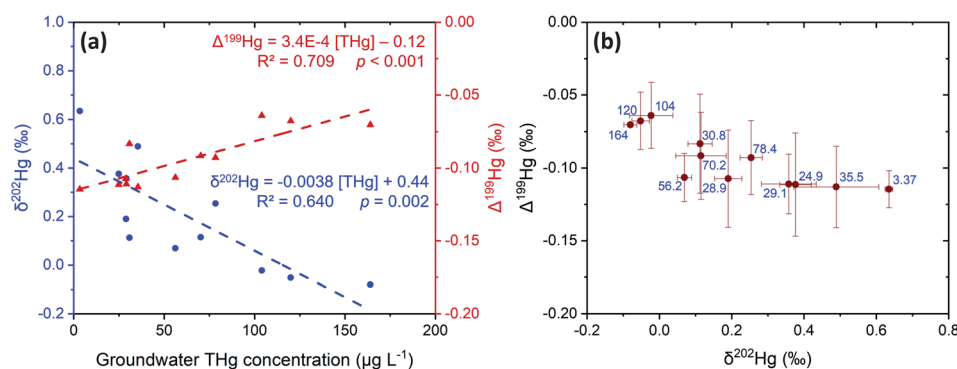 (a)
Δ¹⁹⁹Hg = 3.4E-4 [THg] – 0.12
R² = 0.709 p < 0.001
δ²⁰²Hg = -0.0038 [THg] + 0.44
R² = 0.640 p = 0.002
δ²⁰²Hg (‰)
1.0
0.8
0.6
0.4
0.2
0.0
-0.2
0 50 100 150 200
Groundwater THg concentration (µg L⁻¹)
0.00
-0.05
-0.10
-0.15
-0.20
Δ¹⁹⁹Hg (‰)
(b)
Δ¹⁹⁹Hg (‰)
0.00
-0.05
-0.10
-0.15
-0.20
120
104
164
30.8
70.2
78.4
56.2
28.9
29.1
24.9
35.5
3.37
-0.2 0.0 0.2 0.4 0.6 0.8
δ²⁰²Hg (‰)